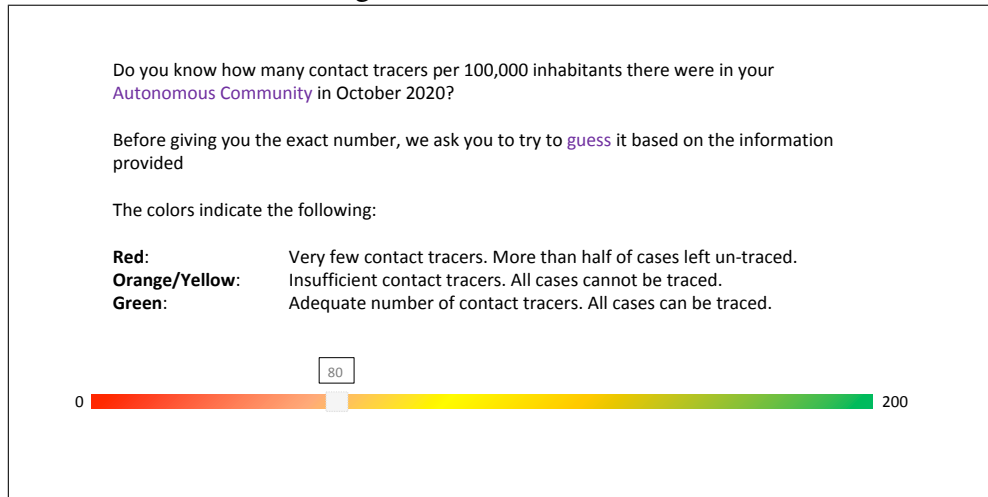 Do you know how many contact tracers per 100,000 inhabitants there were in your
Autonomous Community in October 2020?
Before giving you the exact number, we ask you to try to guess it based on the information
provided
The colors indicate the following:
Red: Very few contact tracers. More than half of cases left un-traced.
Orange/Yellow: Insufficient contact tracers. All cases cannot be traced.
Green: Adequate number of contact tracers. All cases can be traced.
80
0 200